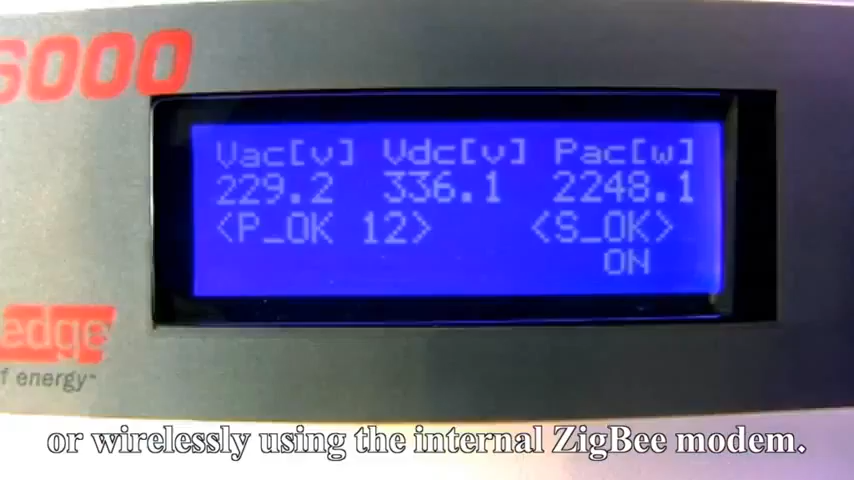 6000
Vac[v] Vdc[v] Pac[w]
229.2 336.1 2248.1
<P_OK 12> <S_OK>
ON
edge
f energy™
or wirelessly using the internal ZigBee modem.